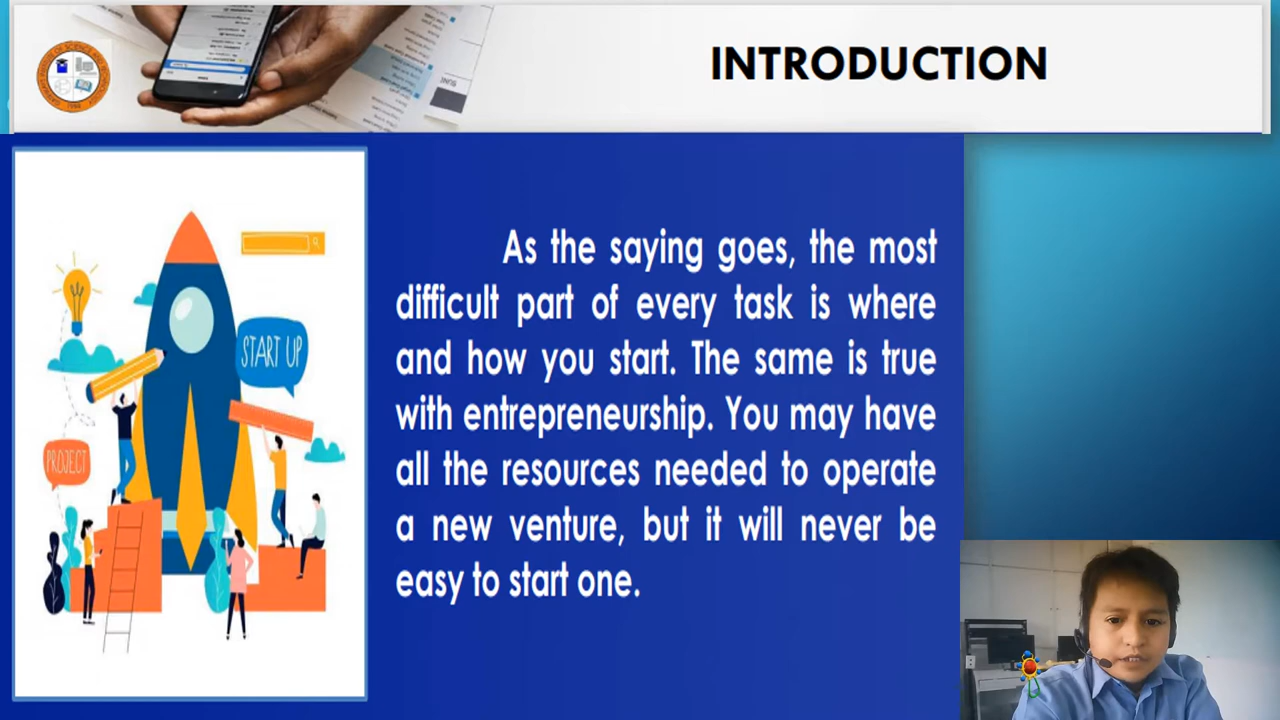 INTRODUCTION
START UP
PROJECT
As the saying goes, the most
difficult part of every task is where
and how you start. The same is true
with entrepreneurship. You may have
all the resources needed to operate
a new venture, but it will never be
easy to start one.